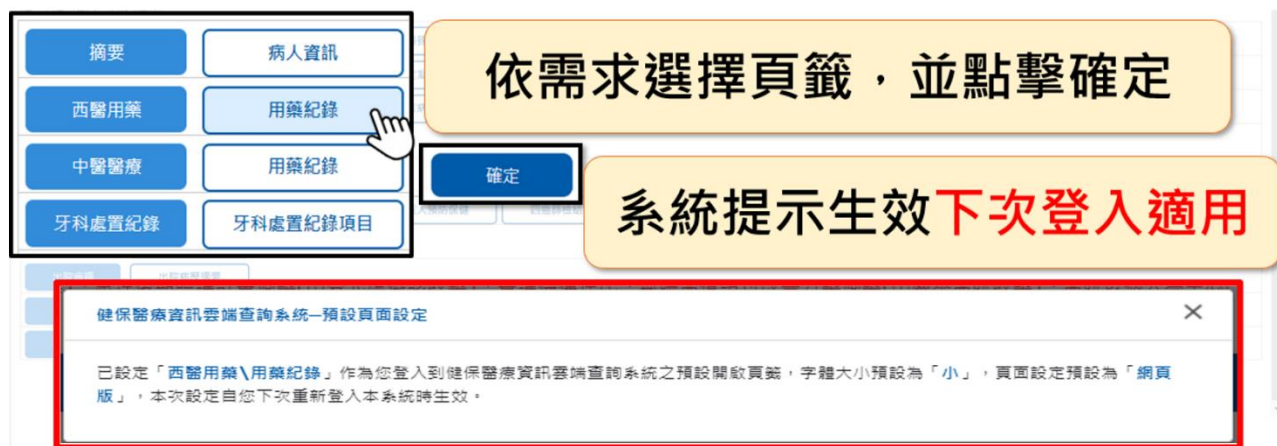 摘要 病人資訊
依需求選擇頁籤，並點擊確定
西醫用藥 用藥紀錄
中醫醫療 用藥紀錄
確定
系統提示生效下次登入適用
牙科處置紀錄 牙科處置紀錄項目
健保醫療資訊雲端查詢系統—預設頁面設定
已設定「西醫用藥\用藥紀錄」作為您登入到健保醫療資訊雲端查詢系統之預設開啟頁籤，字體大小預設為「小」，頁面設定預設為「網頁
版」，本次設定自您下次重新登入本系統時生效。